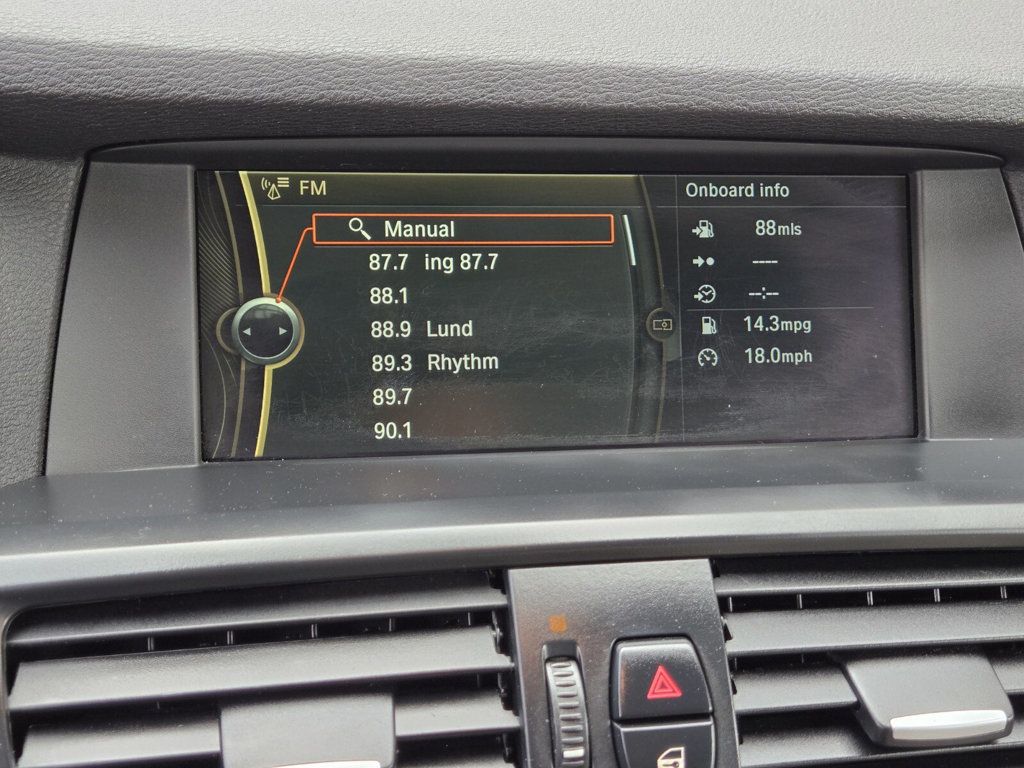 FM
Manual
87.7 ing 87.7
88.1
88.9 Lund
89.3 Rhythm
89.7
90.1
Onboard info
88mls
----
--:--
14.3mpg
18.0mph